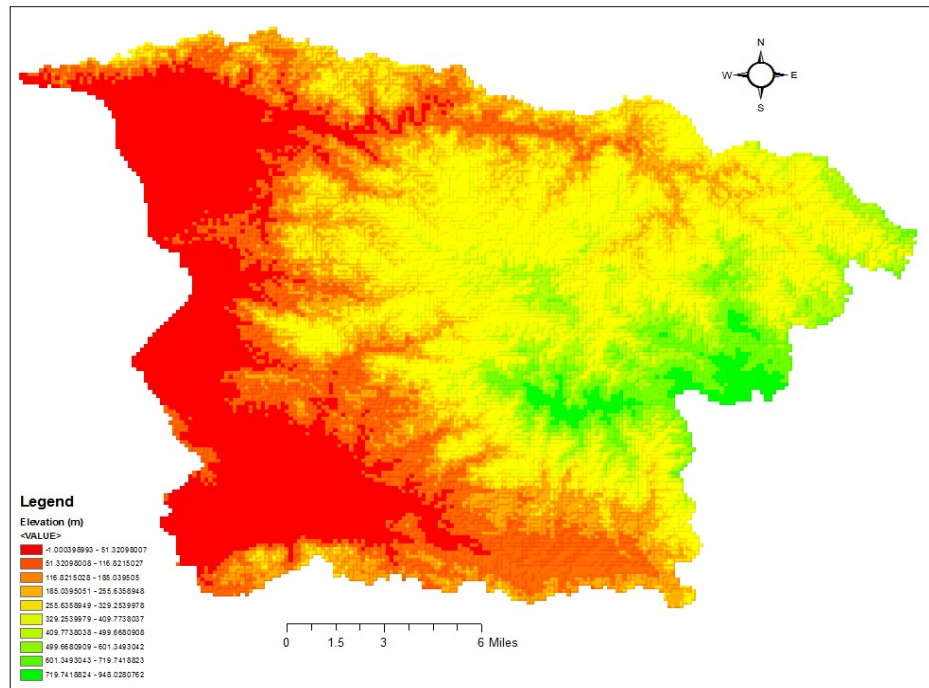 N
W E
S
Legend
Elevation (m)
<VALUE>
-1.000398993 - 51.32098007
51.32098008 - 116.8215027
116.8215028 - 185.039505
185.0395051 - 255.6358948
255.6358949 - 329.2539978
329.2539979 - 409.7738037
409.7738038 - 499.6680908
499.6680909 - 601.3493042
601.3493043 - 719.7418823
719.7418824 - 948.0280762
0 1.5 3 6 Miles